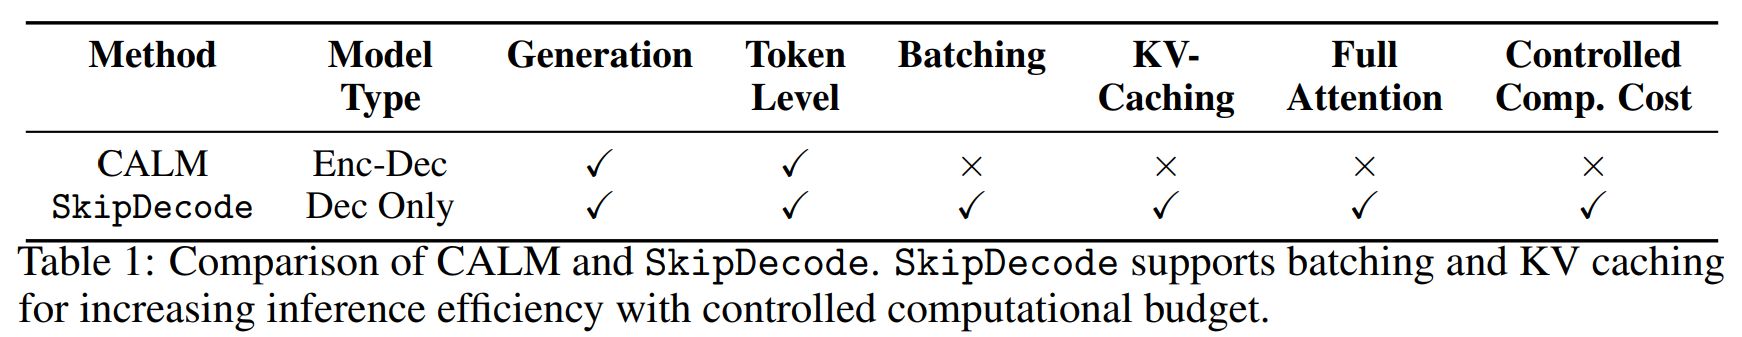 Method Model Type Generation Token Level Batching KV-Caching Full Attention Controlled Comp. Cost
CALM Enc-Dec ✓ ✓ × × × ×
SkipDecode Dec Only ✓ ✓ ✓ ✓ ✓ ✓
Table 1: Comparison of CALM and SkipDecode. SkipDecode supports batching and KV caching
for increasing inference efficiency with controlled computational budget.